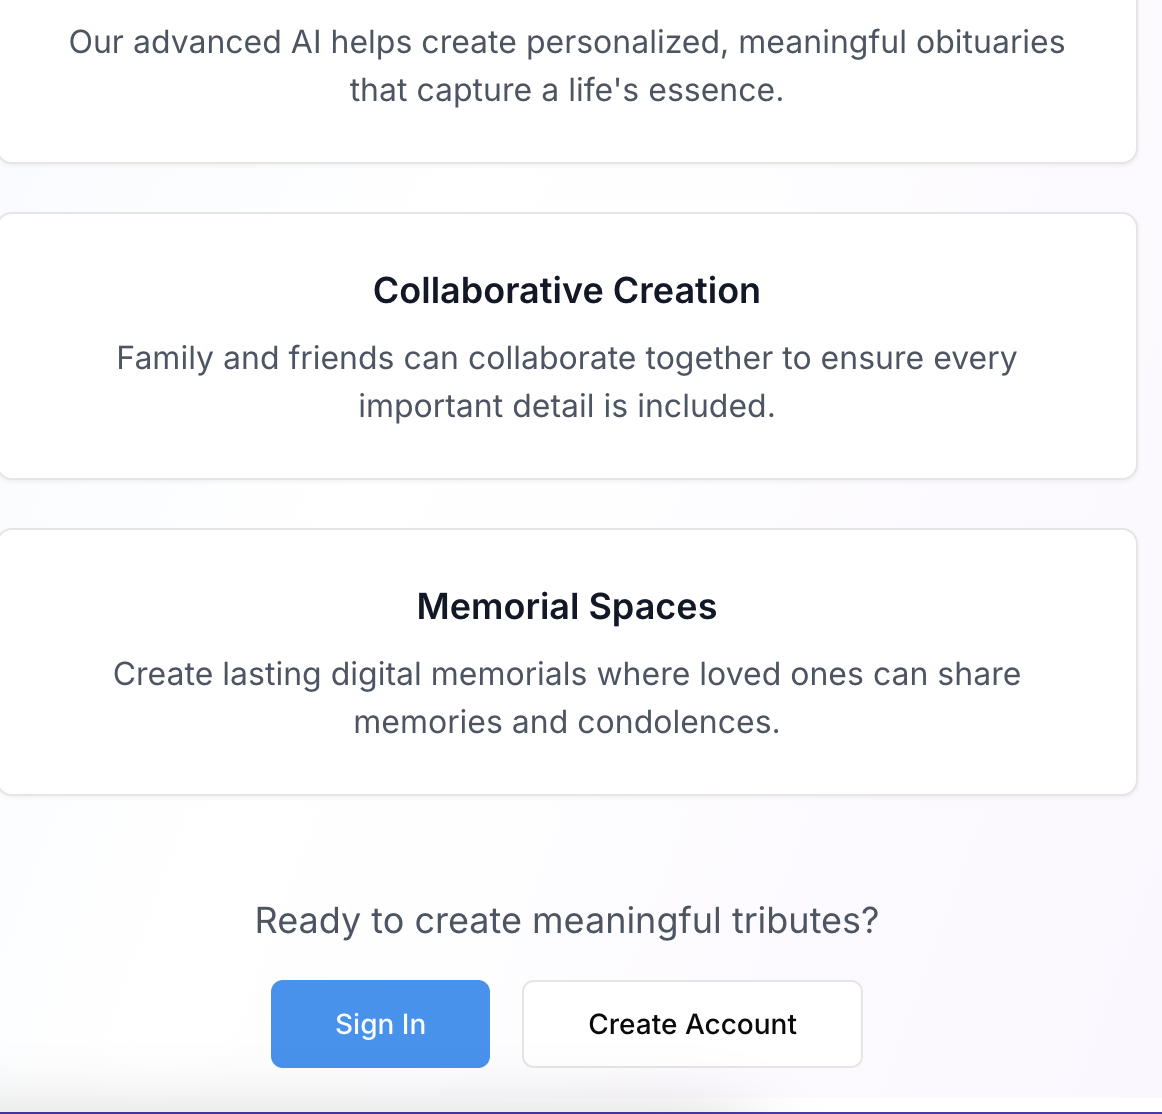 Our advanced AI helps create personalized, meaningful obituaries
that capture a life's essence.
Collaborative Creation
Family and friends can collaborate together to ensure every
important detail is included.
Memorial Spaces
Create lasting digital memorials where loved ones can share
memories and condolences.
Ready to create meaningful tributes?
Sign In
Create Account